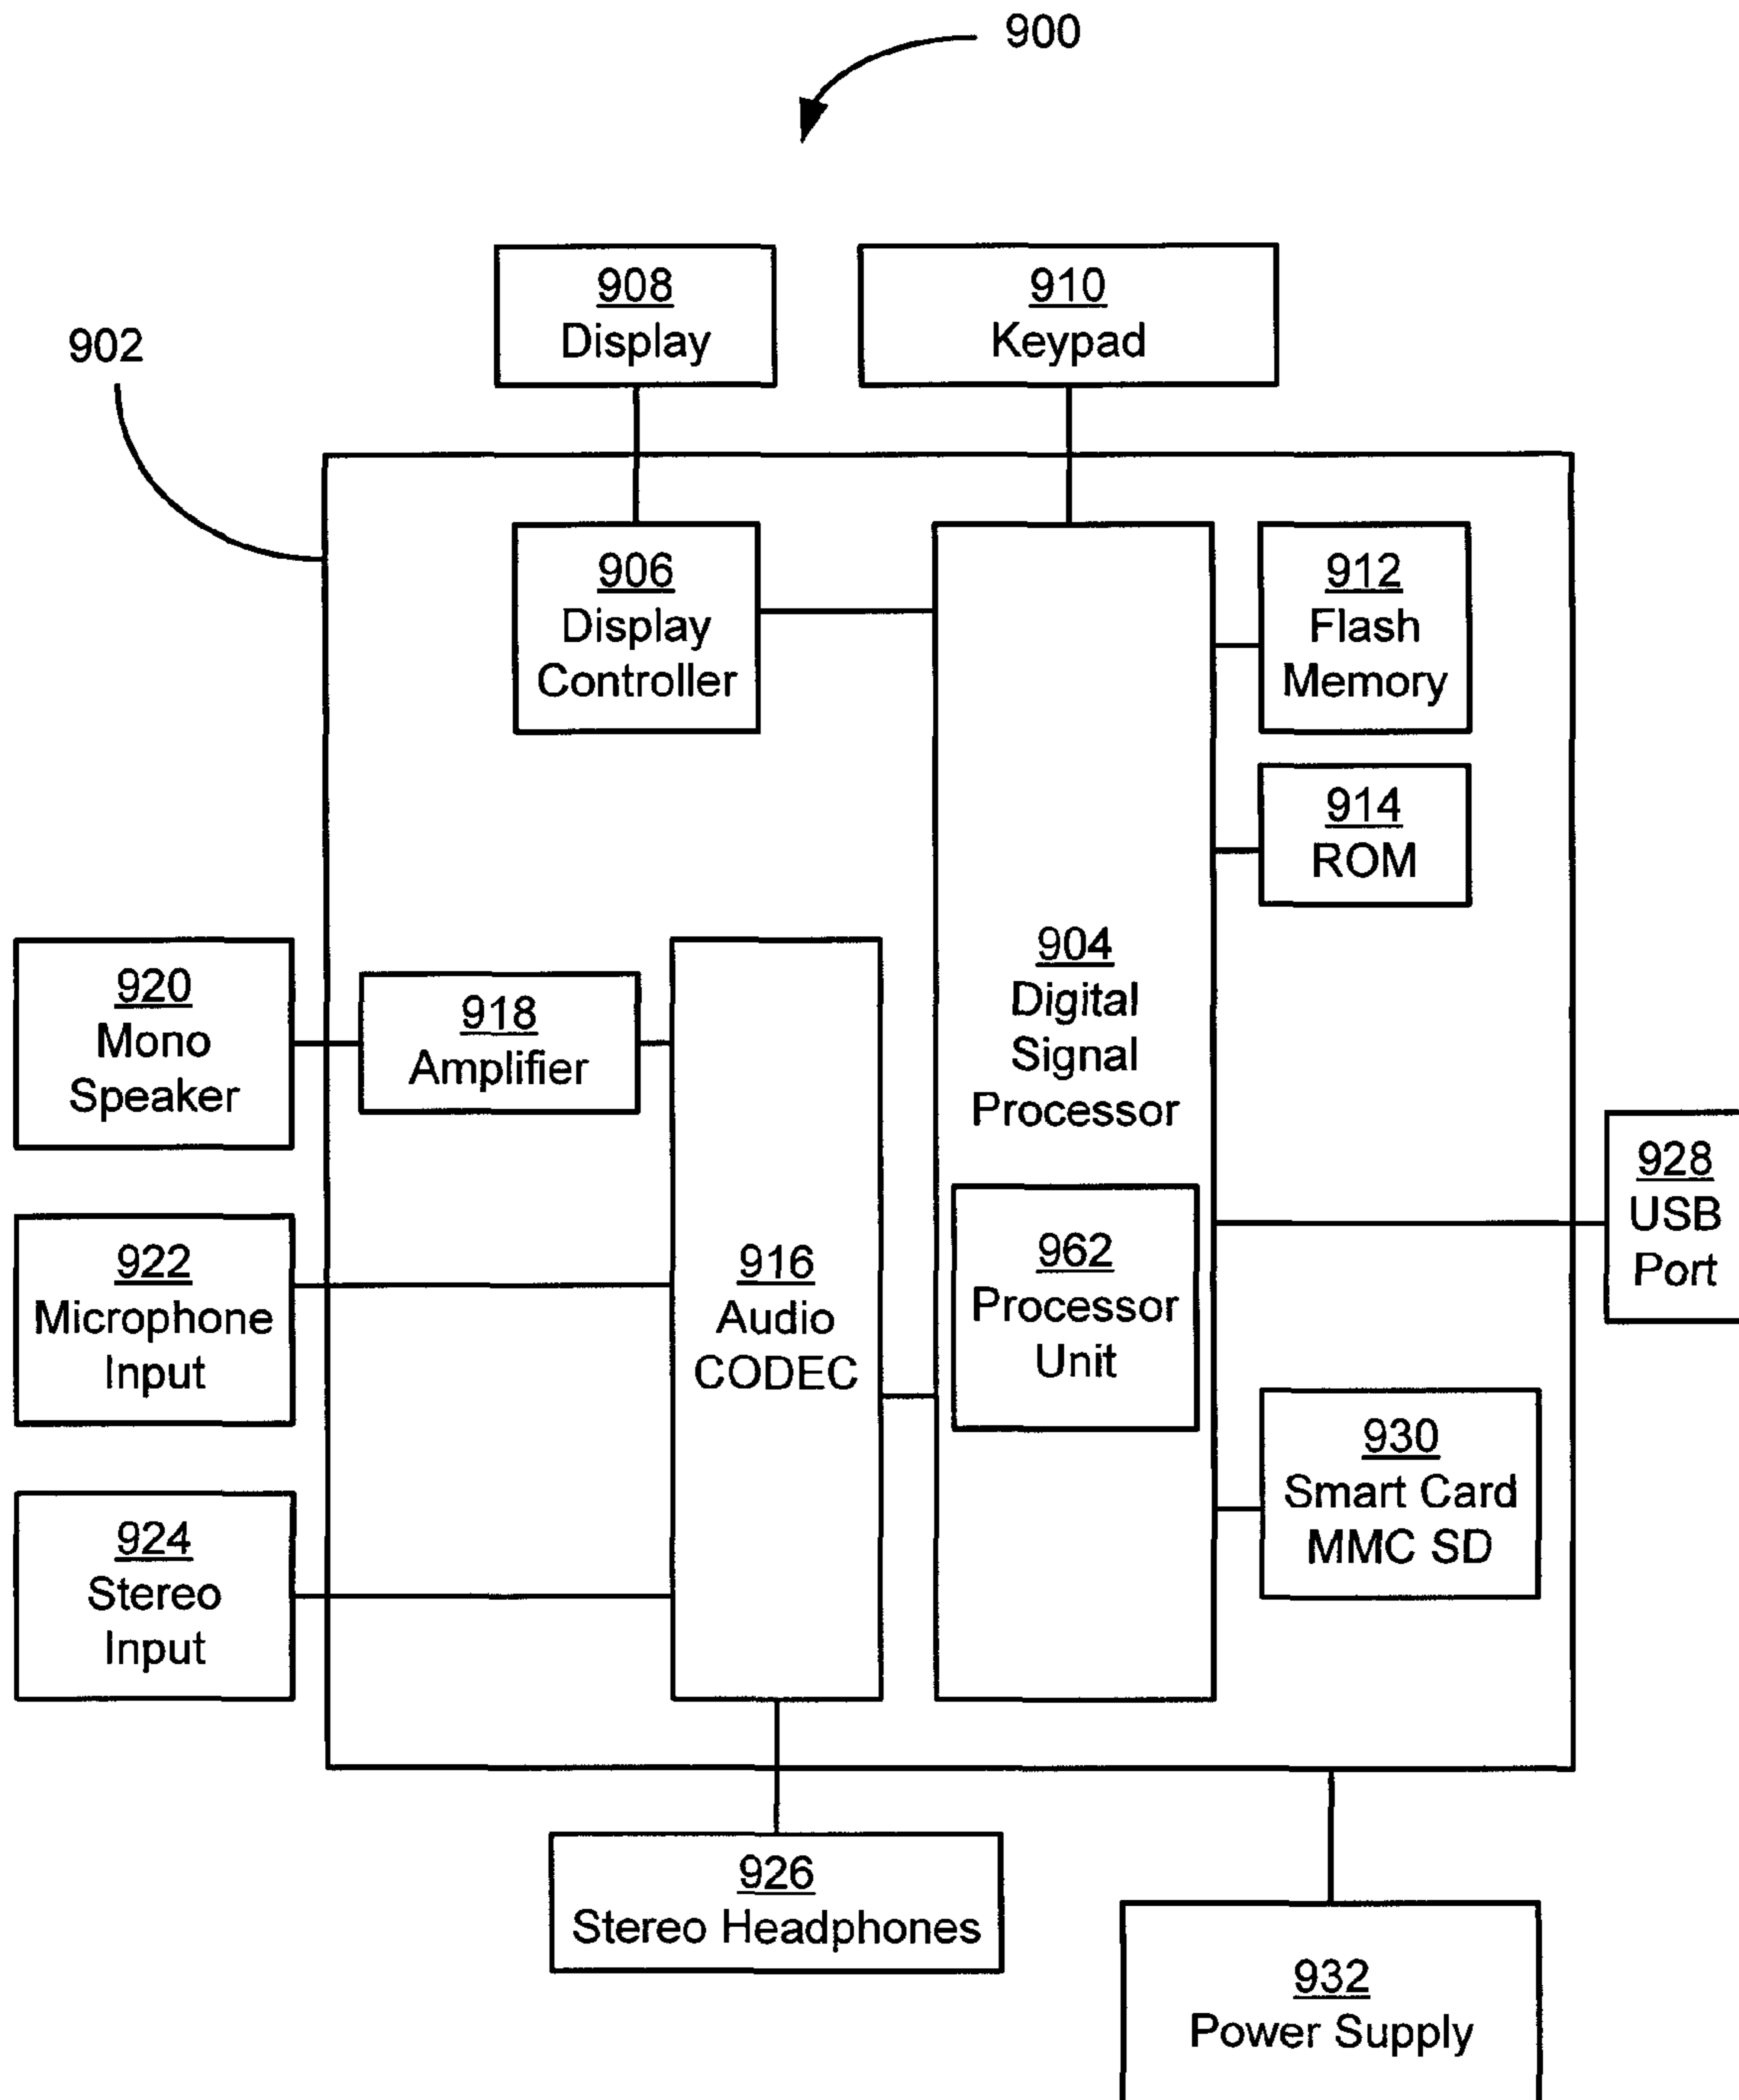 900
902
908
Display
910
Keypad
906
Display
Controller
912
Flash
Memory
914
ROM
904
Digital
Signal
Processor
920
Mono
Speaker
918
Amplifier
922
Microphone
Input
916
Audio
CODEC
962
Processor
Unit
928
USB
Port
924
Stereo
Input
930
Smart Card
MMC SD
926
Stereo Headphones
932
Power Supply